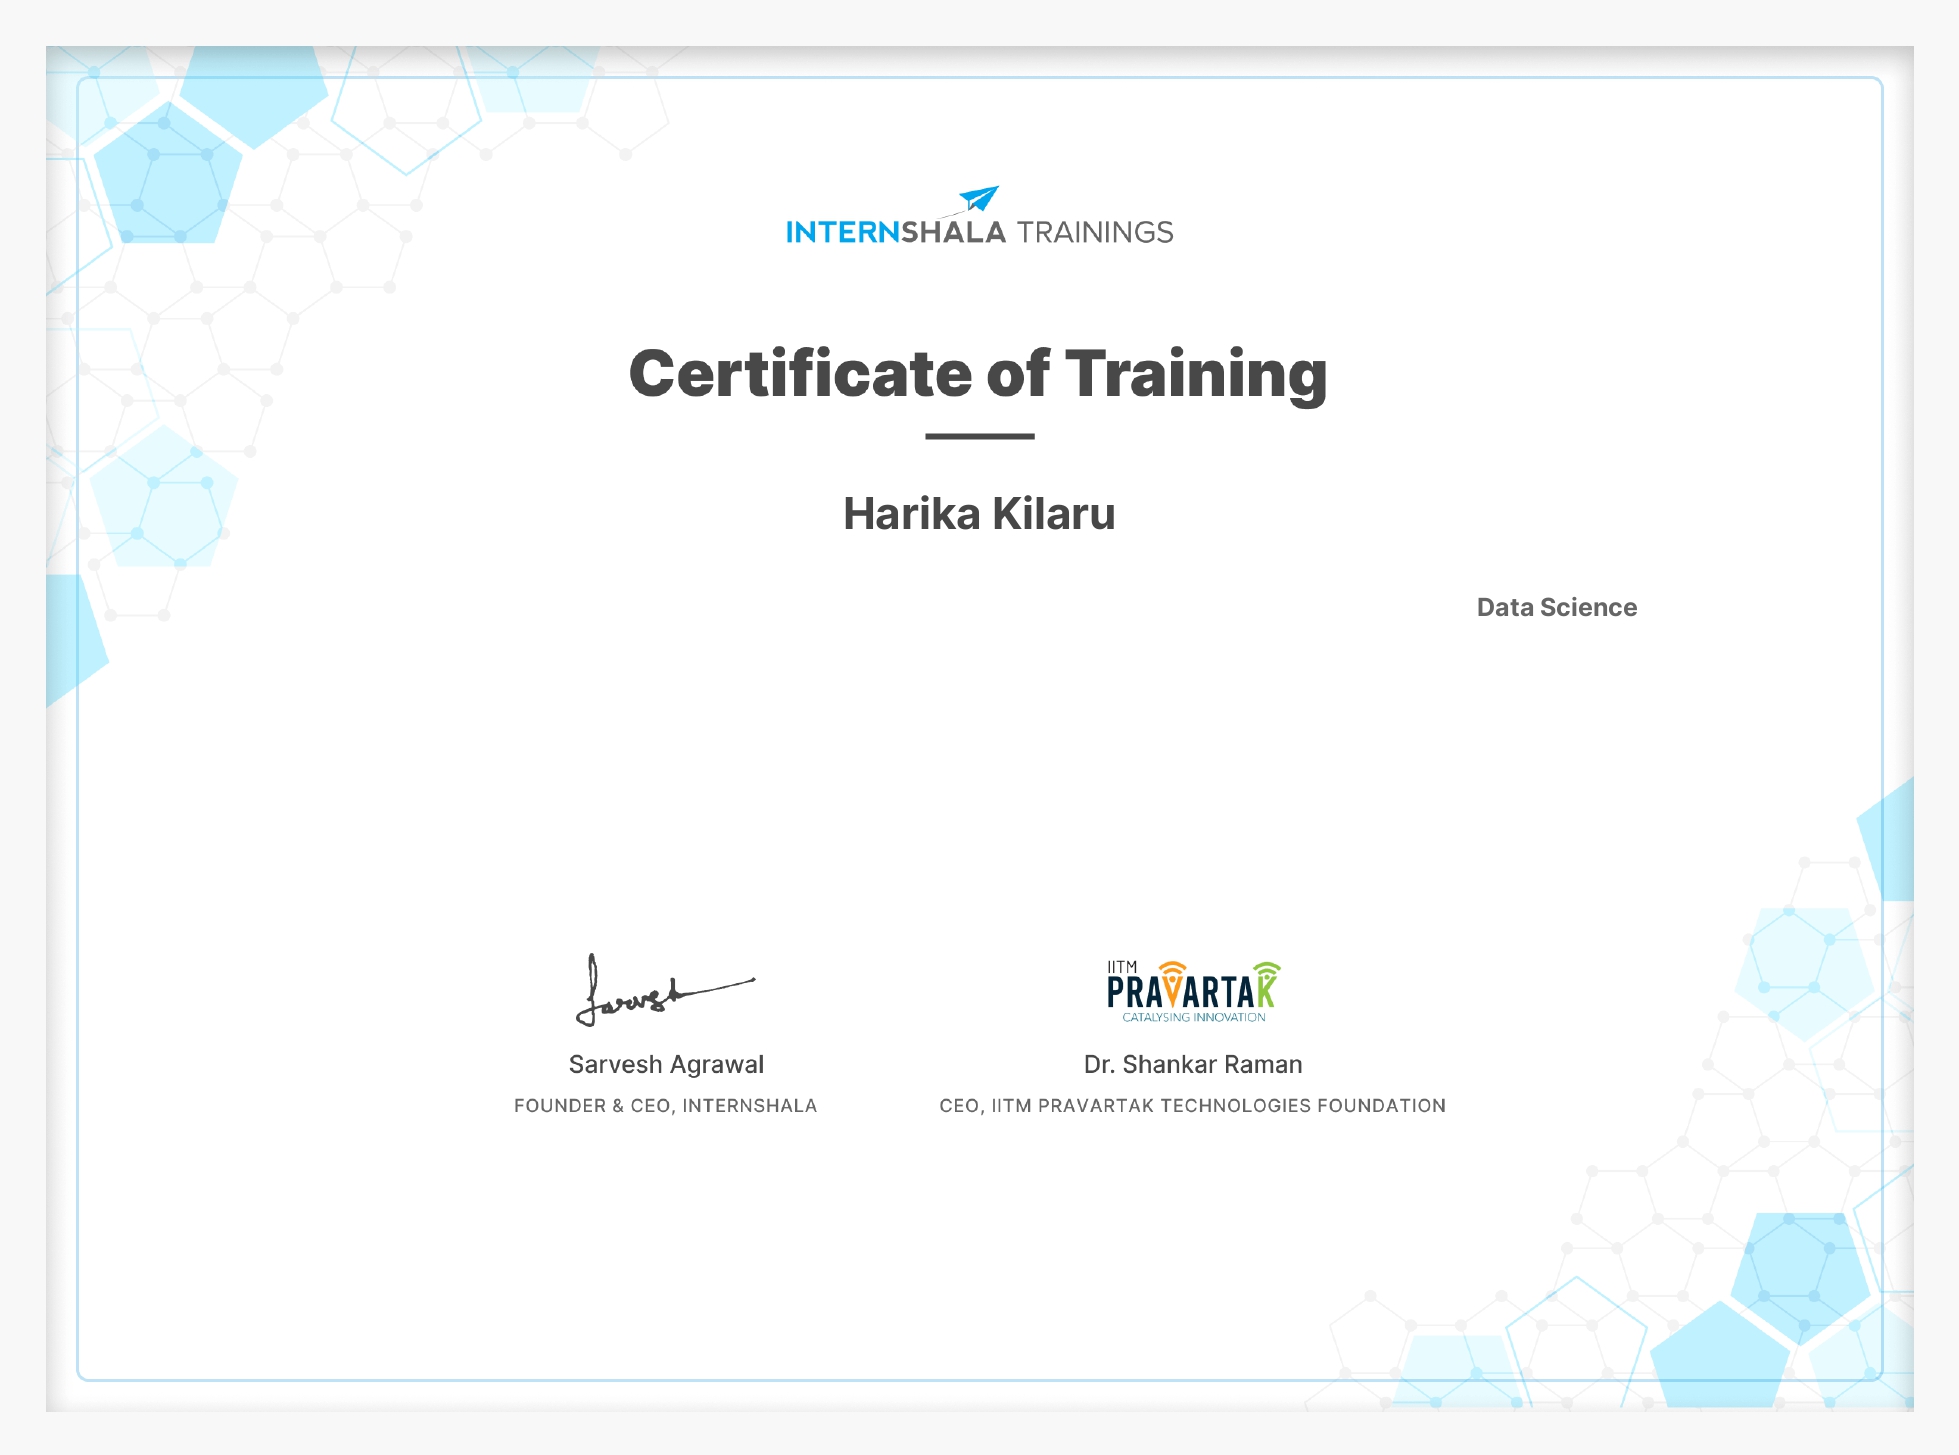 INTERNSHALA TRAININGS
Certificate of Training
Harika Kilaru
Data Science
Sarvesh
IITM
PRAVARTAK
CATALYSING INNOVATION
Sarvesh Agrawal
Dr. Shankar Raman
FOUNDER & CEO, INTERNSHALA
CEO, IITM PRAVARTAK TECHNOLOGIES FOUNDATION